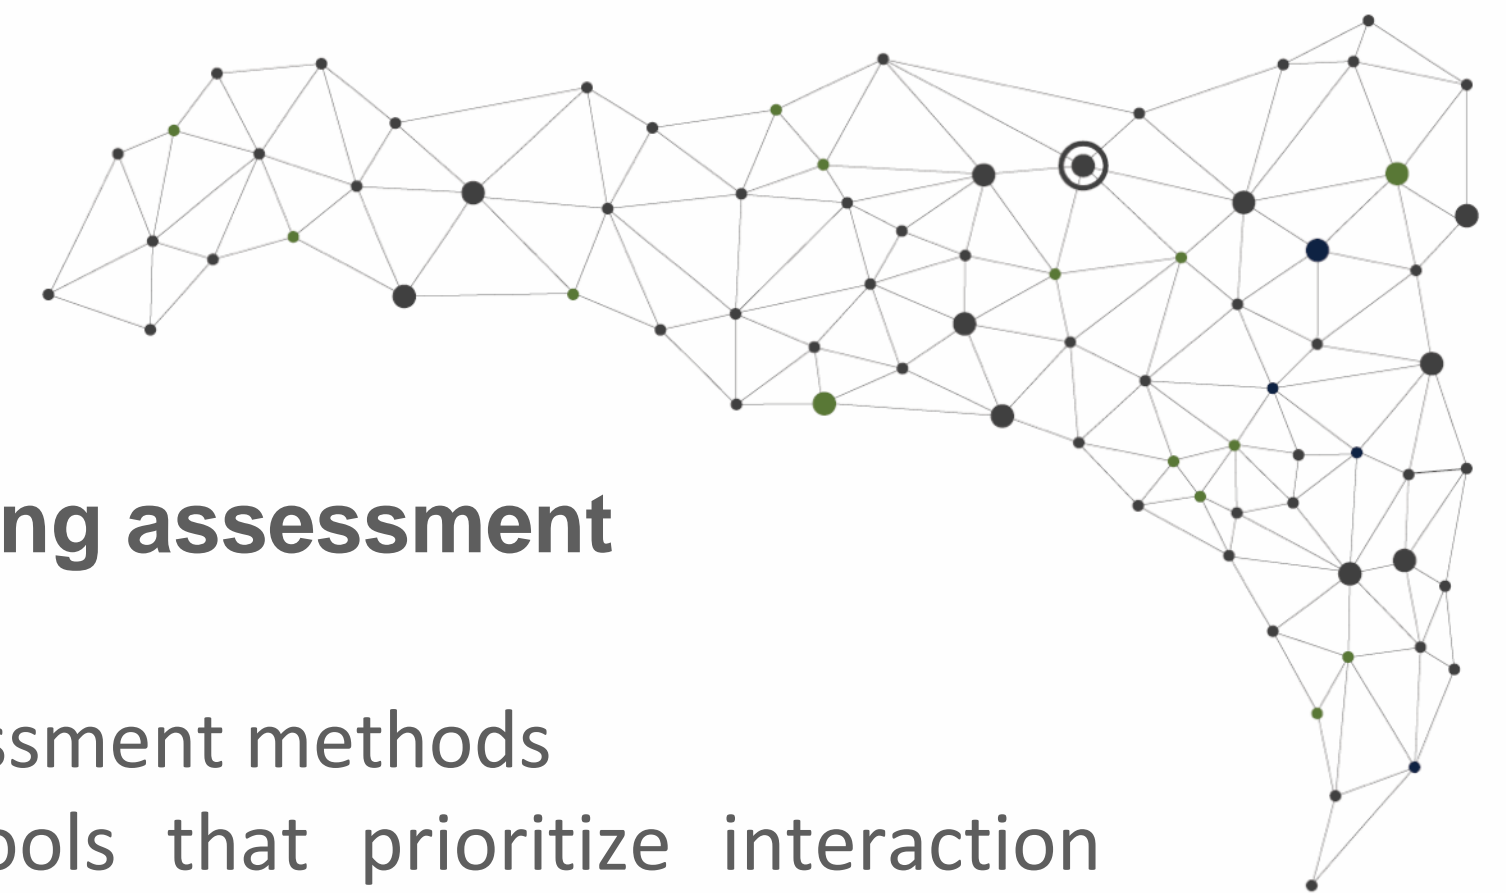 ng assessment
ssment methods
ools that prioritize interaction